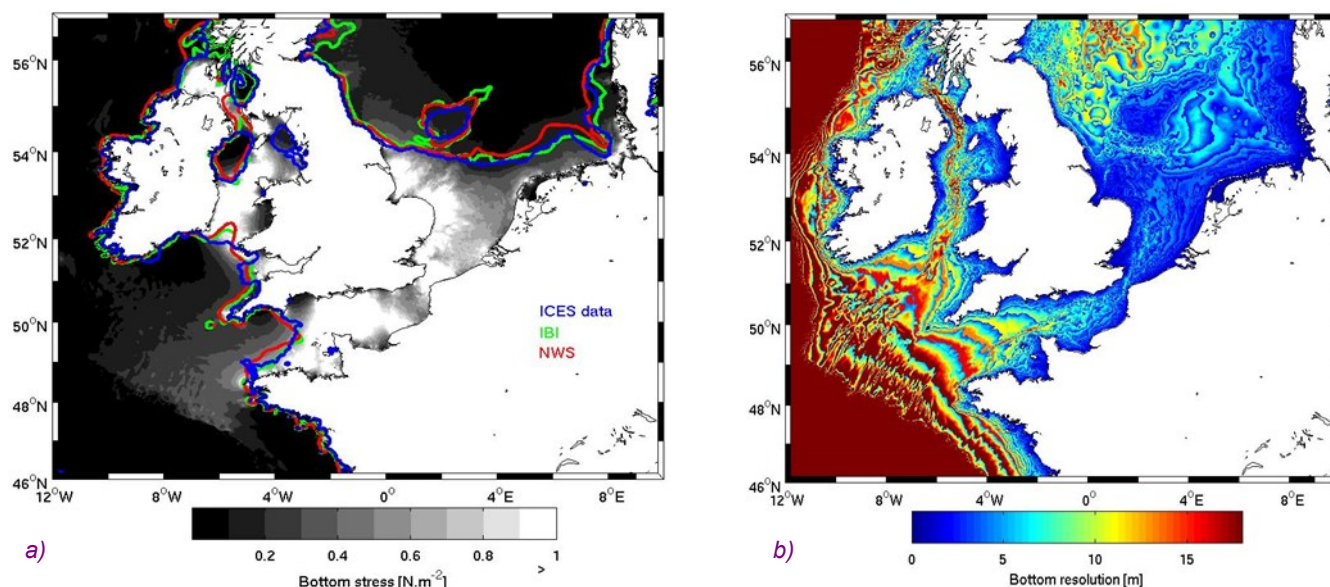 56°N
54°N
52°N
50°N
48°N
46°N
12°W
8°W
4°W
0°
4°E
8°E
ICES data
IBI
NWS
0.2
0.4
0.6
0.8
> 1
Bottom stress [N.m⁻²]
a)
56°N
54°N
52°N
50°N
48°N
46°N
12°W
8°W
4°W
0°
4°E
8°E
0
5
10
15
Bottom resolution [m]
b)